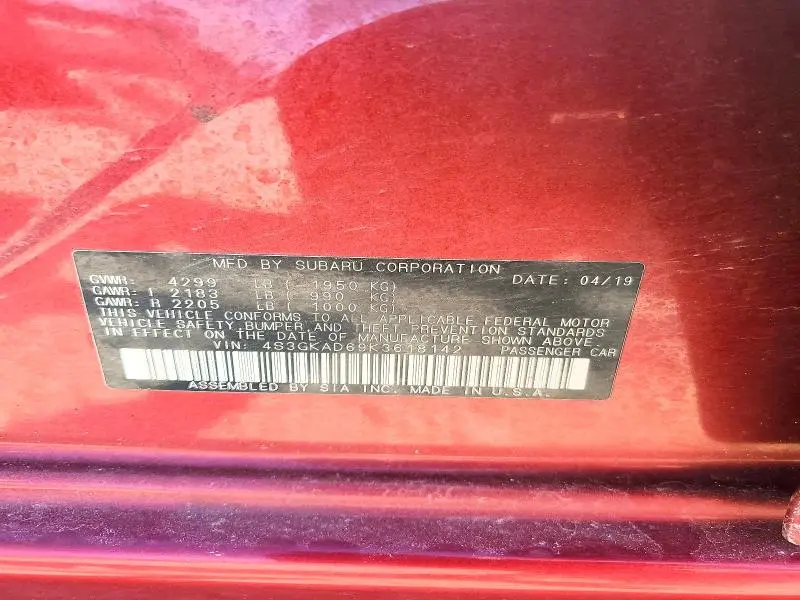 MFD BY SUBARU CORPORATION DATE: 04/19
GVWR: 4299 LB ( 1950 KG)
GAWR: F 2183 LB ( 990 KG)
GAWR: R 2205 LB ( 1000 KG)
THIS VEHICLE CONFORMS TO ALL APPLICABLE FEDERAL MOTOR
VEHICLE SAFETY,BUMPER AND THEFT PREVENTION STANDARDS
IN EFFECT ON THE DATE OF MANUFACTURE SHOWN ABOVE.
VIN: 4S3GKAD69K3618142 PASSENGER CAR
ASSEMBLED BY SIA INC. MADE IN U.S.A.